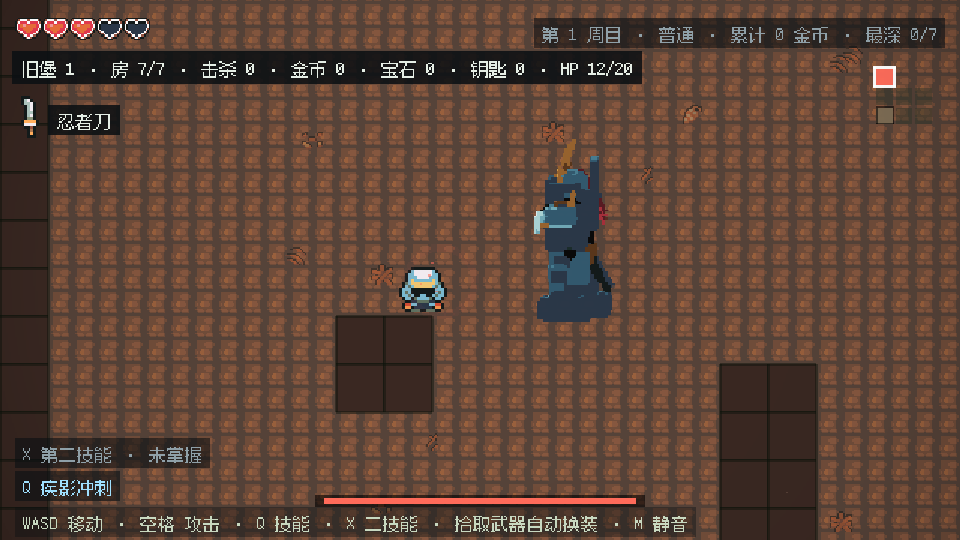 第 1 周目 · 普通 · 累计 0 金币 · 最深 0/7
旧堡 1 · 房 7/7 · 击杀 0 · 金币 0 · 宝石 0 · 钥匙 0 · HP 12/20
忍者刀
X 第二技能 · 未掌握
Q 疾影冲刺
WASD 移动 · 空格 攻击 · Q 技能 · X 二技能 · 拾取武器自动换装 · M 静音